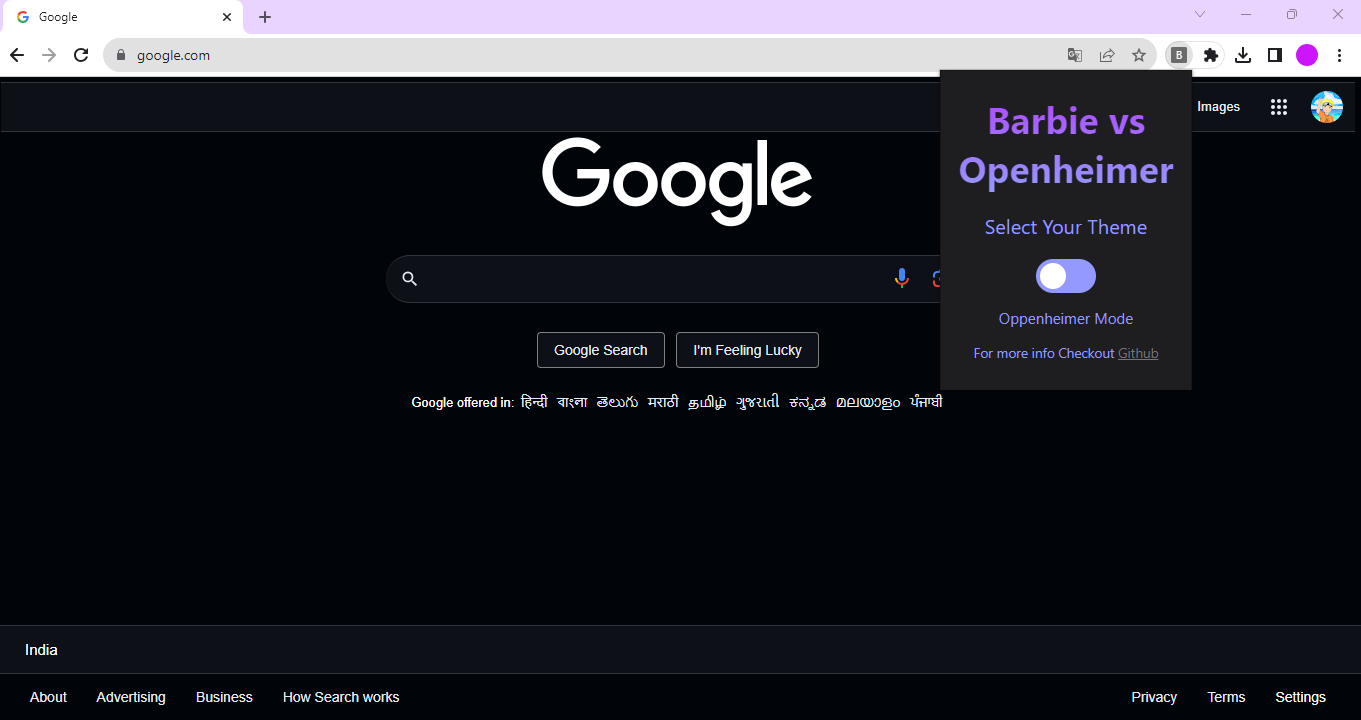 Google
google.com
B
Images
Barbie vs
Openheimer
Google
Select Your Theme
Oppenheimer Mode
Google Search I'm Feeling Lucky
For more info Checkout Github
Google offered in: हिन्दी বাংলা తెలుగు मराठी தமிழ் ગુજરાતી ಕನ್ನಡ മലയാളം ਪੰਜਾਬੀ
India
About Advertising Business How Search works Privacy Terms Settings